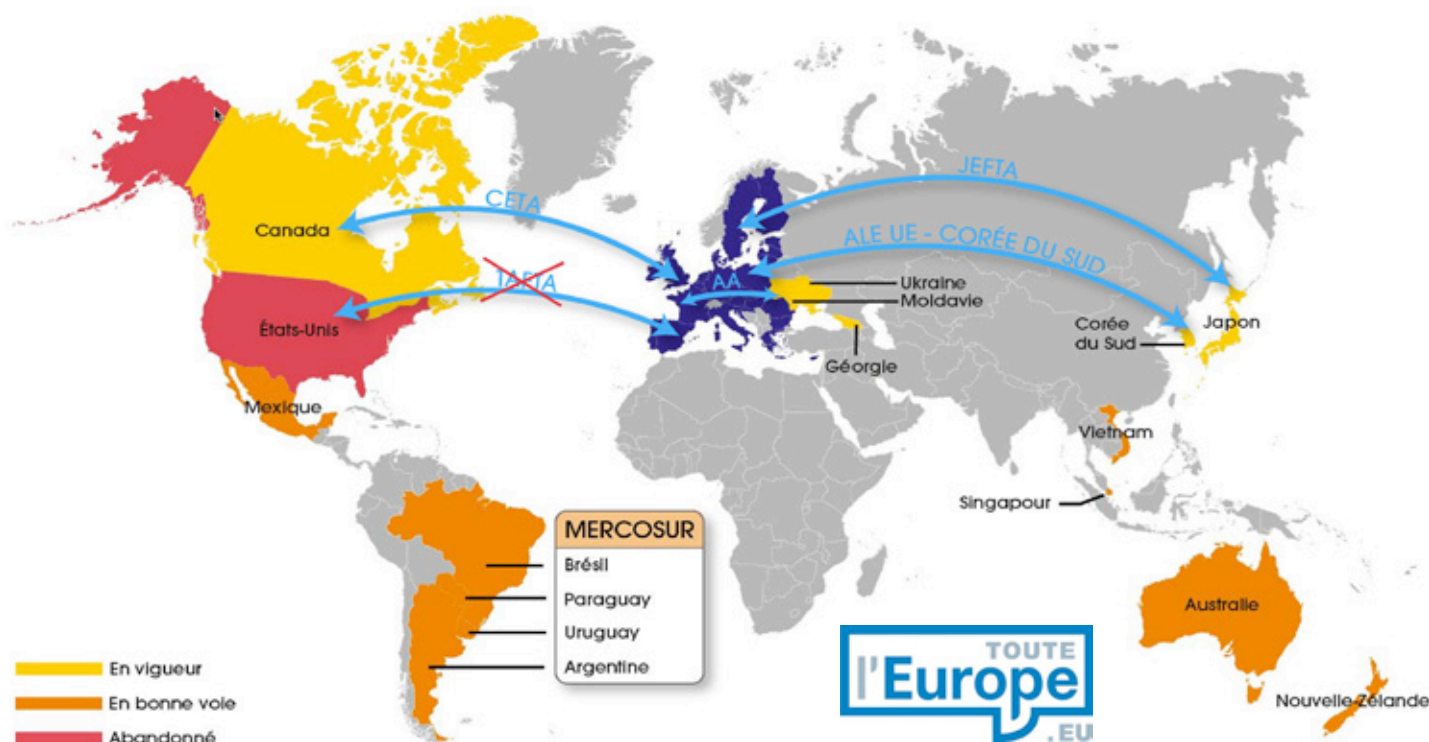 JEFTA
CETA
Canada
ALE UE - CORÉE DU SUD
TAFTA
AA
Ukraine
Moldavie
États-Unis
Corée
du Sud
Japon
Géorgie
Mexique
Vietnam
Singapour
MERCOSUR
Brésil
Paraguay
Uruguay
Argentine
Australie
Nouvelle-Zélande
En vigueur
En bonne voie
Abandonné
TOUTE
l'Europe
.EU